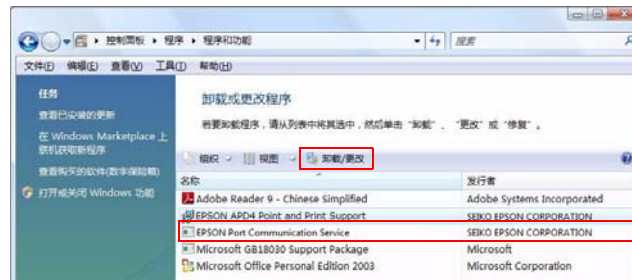 控制面板 ▸ 程序 ▸ 程序和功能
搜索
文件(F) 编辑(E) 查看(V) 工具(T) 帮助(H)
任务
查看已安装的更新
在 Windows Marketplace 上
联机获取新程序
查看购买的软件(数字保险箱)
打开或关闭 Windows 功能
卸载或更改程序
若要卸载程序，请从列表中将其选中，然后单击“卸载”、“更改”或“修复”。
组织 视图 卸载/更改
名称 发行者
Adobe Reader 9 - Chinese Simplified Adobe Systems Incorporated
EPSON APD4 Point and Print Support SEIKO EPSON CORPORATION
EPSON Port Communication Service SEIKO EPSON CORPORATION
Microsoft GB18030 Support Package Microsoft
Microsoft Office Personal Edition 2003 Microsoft Corporation